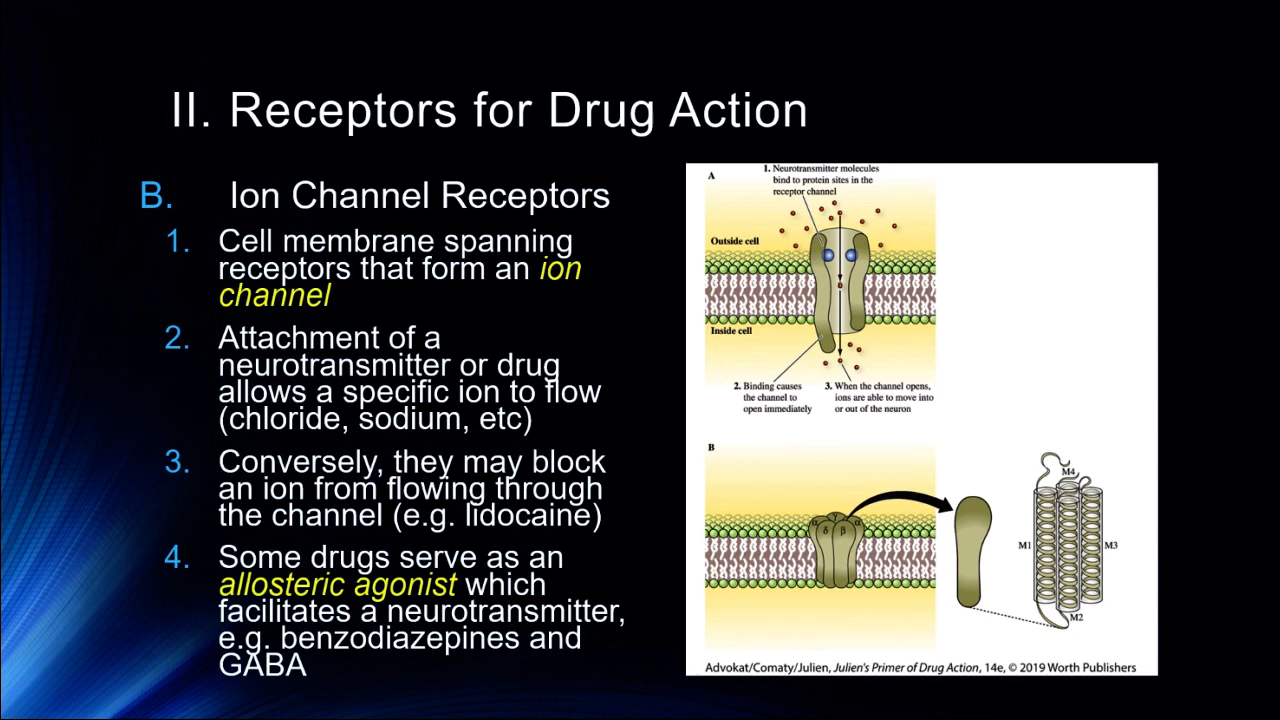 II. Receptors for Drug Action
B. Ion Channel Receptors
1. Cell membrane spanning
receptors that form an ion
channel
2. Attachment of a
neurotransmitter or drug
allows a specific ion to flow
(chloride, sodium, etc)
3. Conversely, they may block
an ion from flowing through
the channel (e.g. lidocaine)
4. Some drugs serve as an
allosteric agonist which
facilitates a neurotransmitter,
e.g. benzodiazepines and
GABA
A
1. Neurotransmitter molecules
bind to protein sites in the
receptor channel
Outside cell
Inside cell
2. Binding causes
the channel to
open immediately
3. When the channel opens,
ions are able to move into
or out of the neuron
B
α δ γ β α
M4
M1
M3
M2
Advokat/Comaty/Julien, Julien's Primer of Drug Action, 14e, © 2019 Worth Publishers